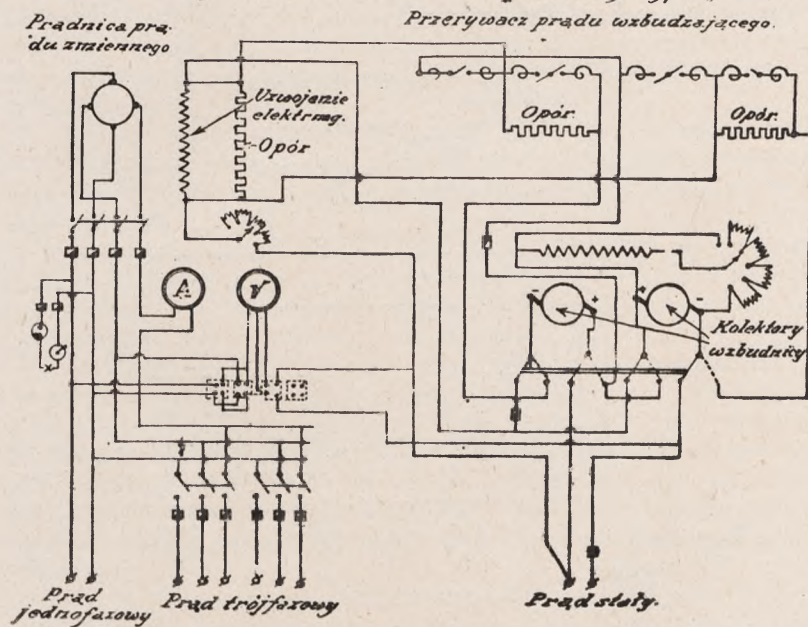 Przerywacz prądu wzbudzającego.
Prądnica prą-
du zmiennego
Uzwojenie
elektrmg.
Opór
Opór.
Opór.
A
V
- + + -
Kolektory
wzbudnicy
Prąd
jednofazowy
Prąd trójfazowy
Prąd stały.